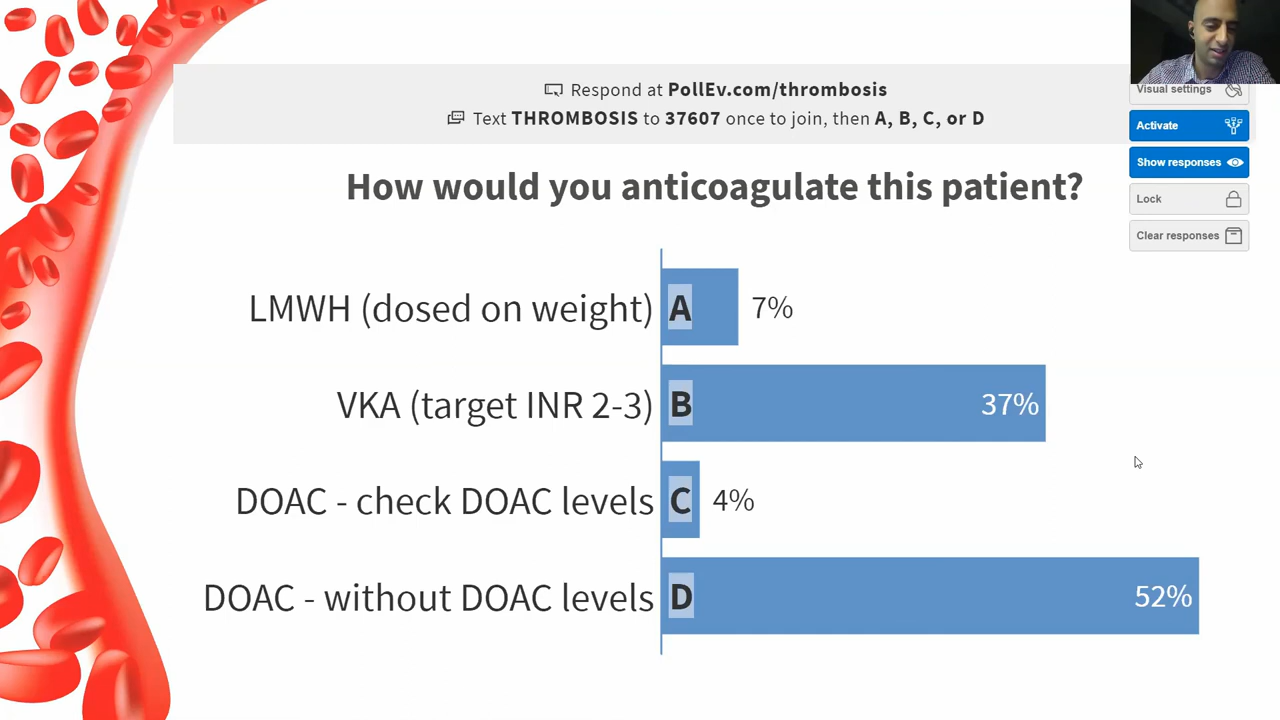 Respond at PollEv.com/thrombosis
Text THROMBOSIS to 37607 once to join, then A, B, C, or D
Visual settings
Activate
Show responses
Lock
Clear responses
How would you anticoagulate this patient?
LMWH (dosed on weight) A 7%
VKA (target INR 2-3) B 37%
DOAC - check DOAC levels C 4%
DOAC - without DOAC levels D 52%